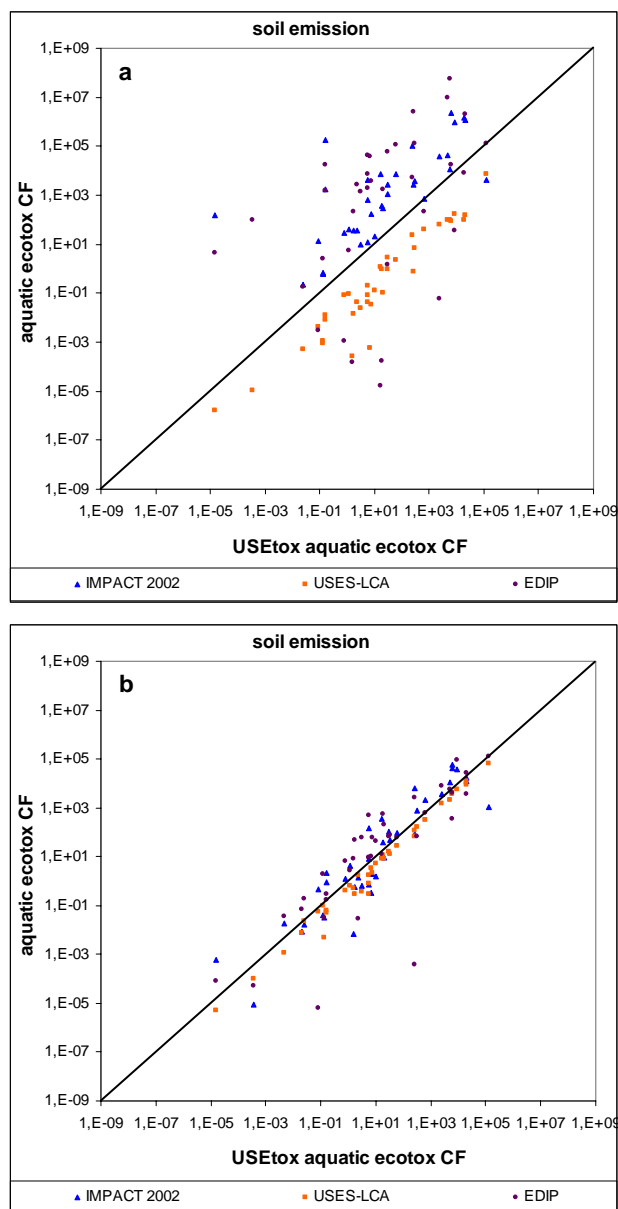 soil emission
a
1,E+09
1,E+07
1,E+05
1,E+03
1,E+01
1,E-01
1,E-03
1,E-05
1,E-07
1,E-09
aquatic ecotox CF
1,E-09 1,E-07 1,E-05 1,E-03 1,E-01 1,E+01 1,E+03 1,E+05 1,E+07 1,E+09
USEtox aquatic ecotox CF
IMPACT 2002 USES-LCA EDIP
soil emission
b
1,E+09
1,E+07
1,E+05
1,E+03
1,E+01
1,E-01
1,E-03
1,E-05
1,E-07
1,E-09
aquatic ecotox CF
1,E-09 1,E-07 1,E-05 1,E-03 1,E-01 1,E+01 1,E+03 1,E+05 1,E+07 1,E+09
USEtox aquatic ecotox CF
IMPACT 2002 USES-LCA EDIP